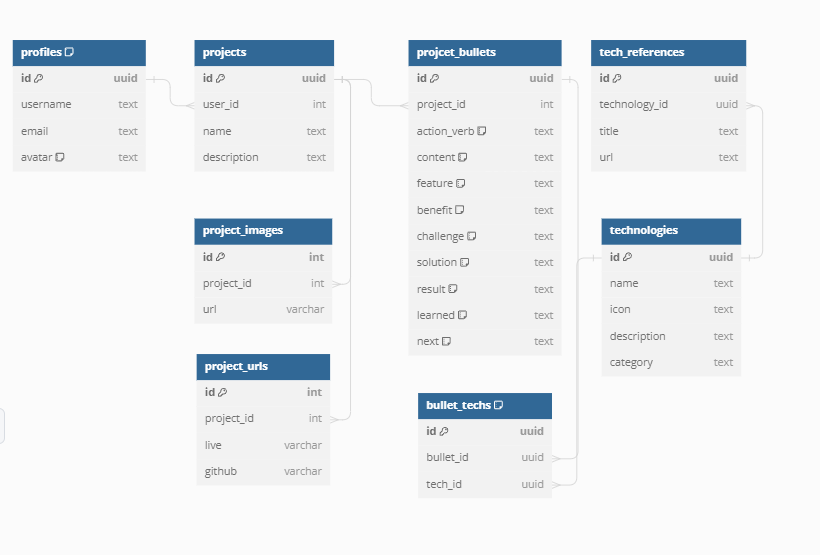 profiles
id uuid
username text
email text
avatar text
projects
id uuid
user_id int
name text
description text
project_images
id int
project_id int
url varchar
project_urls
id int
project_id int
live varchar
github varchar
projcet_bullets
id uuid
project_id int
action_verb text
content text
feature text
benefit text
challenge text
solution text
result text
learned text
next text
bullet_techs
id uuid
bullet_id uuid
tech_id uuid
tech_references
id uuid
technology_id uuid
title text
url text
technologies
id uuid
name text
icon text
description text
category text